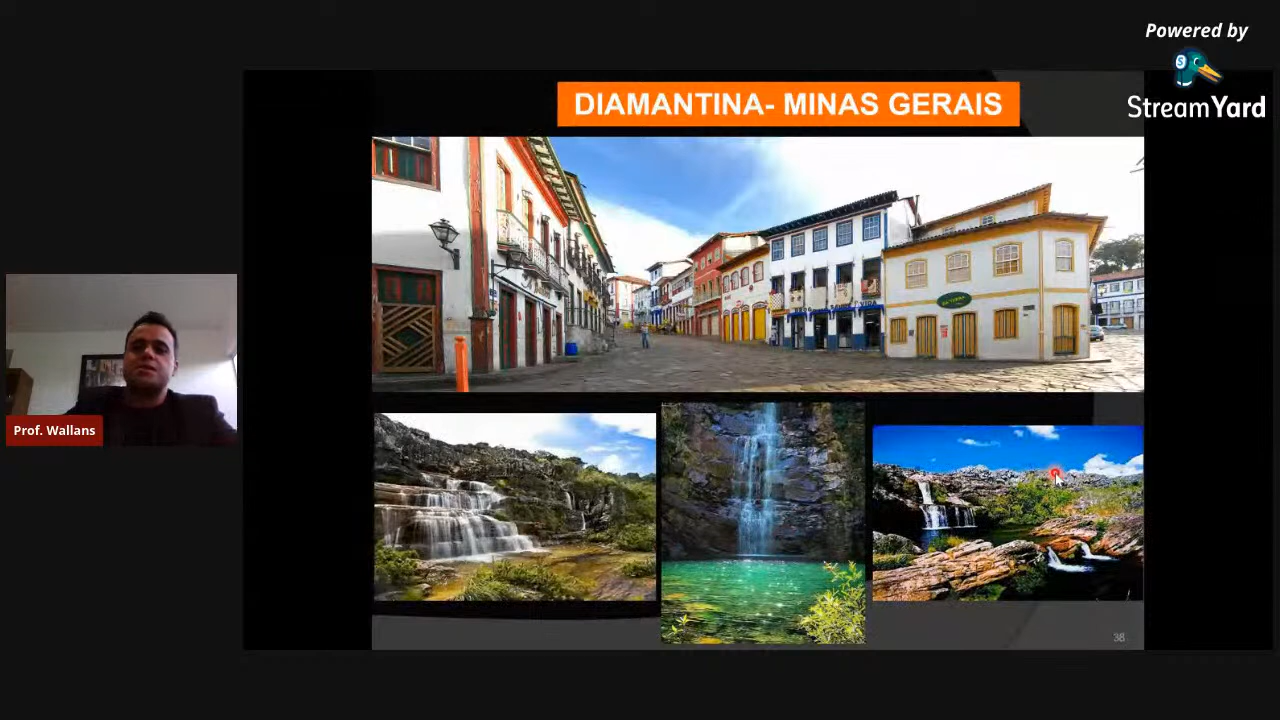 Powered by
StreamYard
DIAMANTINA- MINAS GERAIS
Prof. Wallans
38